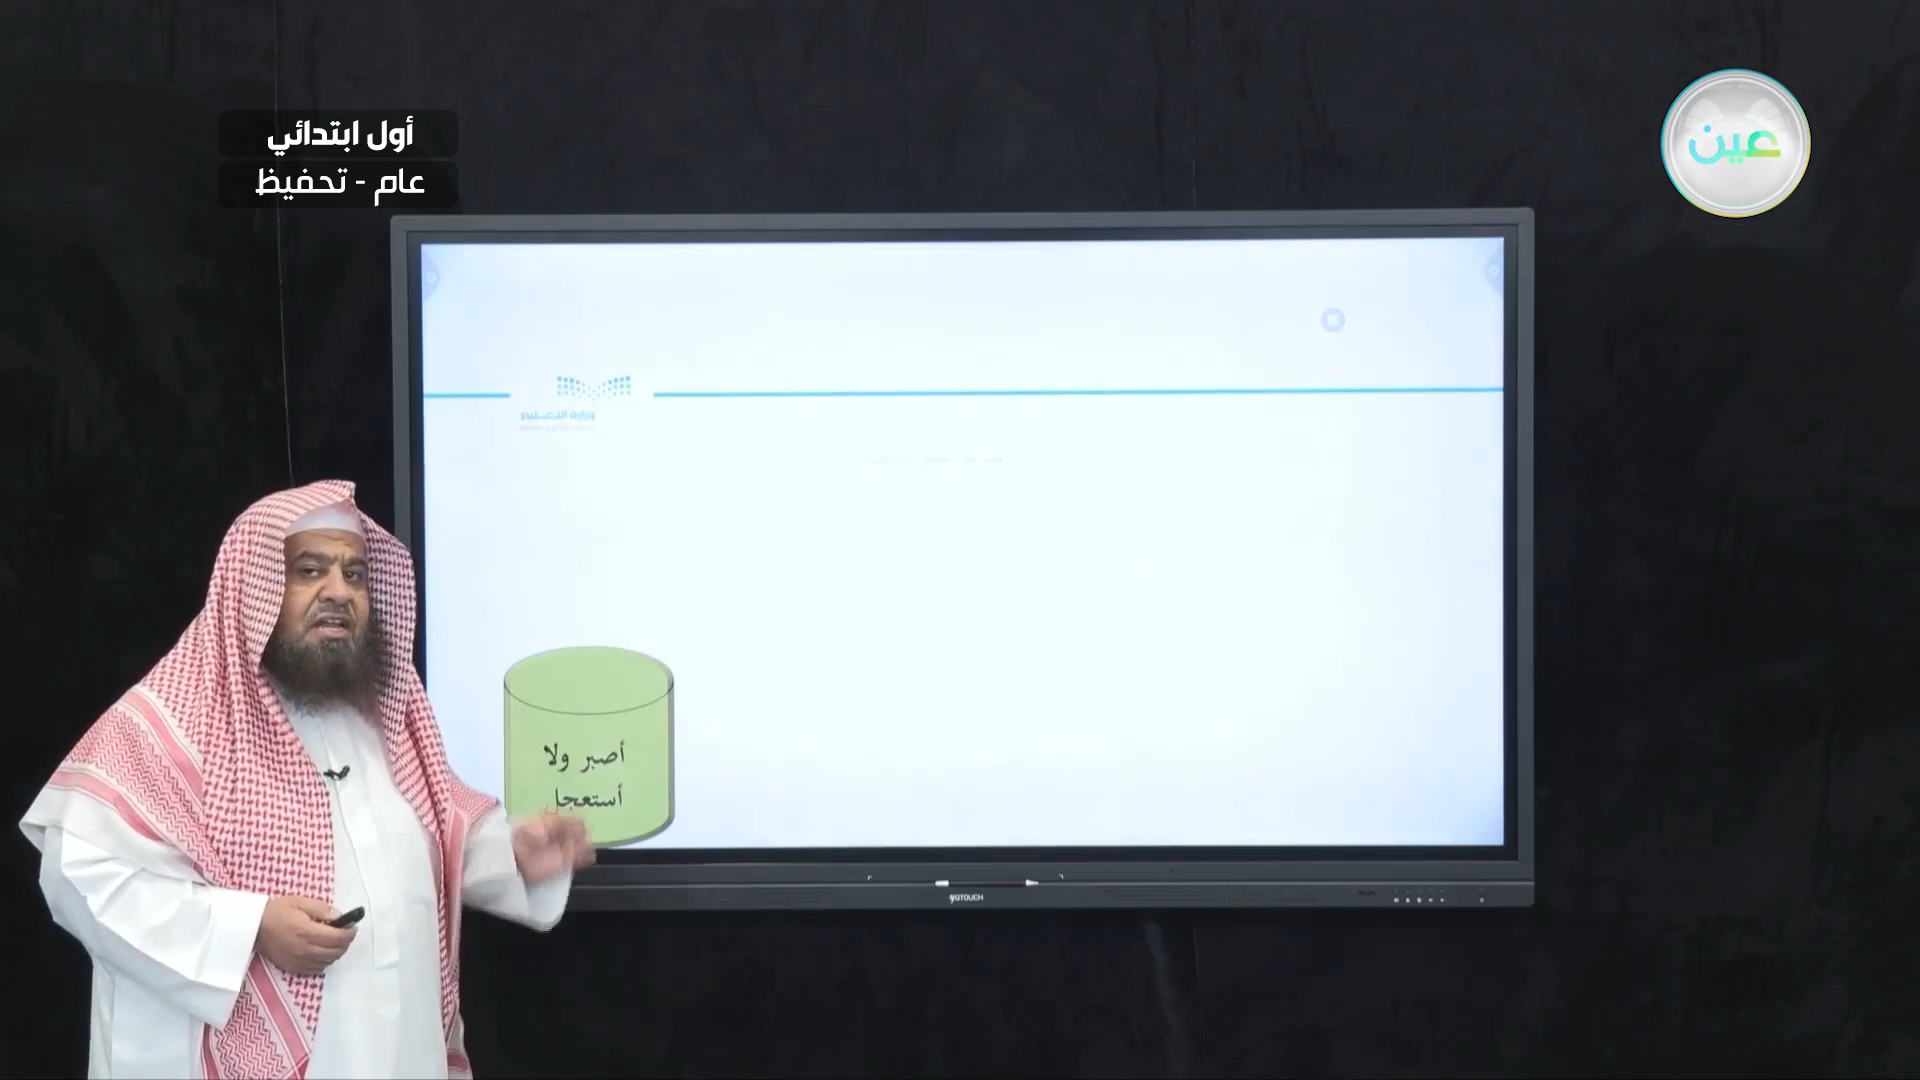 أول ابتدائي
عام - تحفيظ
عين
وزارة التعليم
أصبر ولا
أستعجل